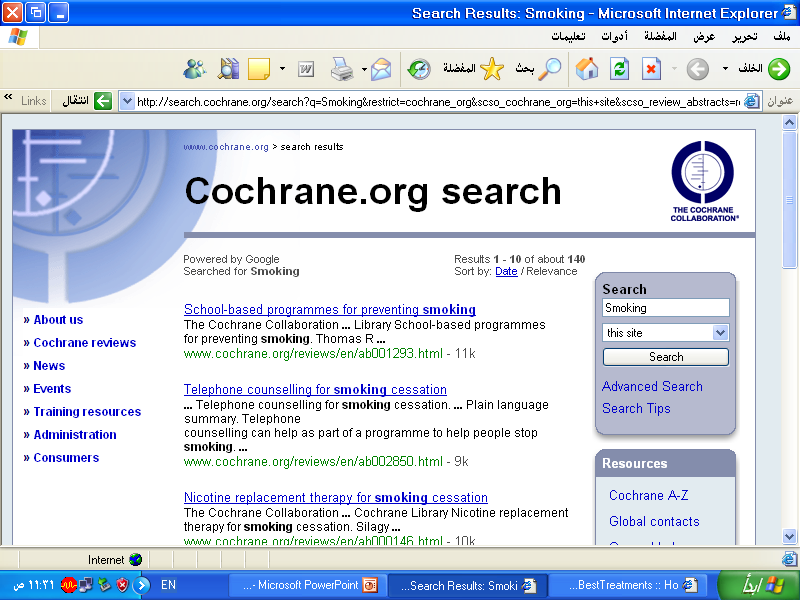 Search Results: Smoking - Microsoft Internet Explorer
ملف تحرير عرض المفضلة أدوات تعليمات
الخلف بحث المفضلة
عنوان http://search.cochrane.org/search?q=Smoking&restrict=cochrane_org&scso_cochrane_org=this+site&scso_review_abstracts=r انتقال Links «
www.cochrane.org > search results
Cochrane.org search
THE COCHRANE
COLLABORATION®
Powered by Google
Searched for Smoking
Results 1 - 10 of about 140
Sort by: Date / Relevance
» About us
» Cochrane reviews
» News
» Events
» Training resources
» Administration
» Consumers
School-based programmes for preventing smoking
The Cochrane Collaboration ... Library School-based programmes
for preventing smoking. Thomas R ...
www.cochrane.org/reviews/en/ab001293.html - 11k
Telephone counselling for smoking cessation
... Telephone counselling for smoking cessation. ... Plain language
summary. Telephone
counselling can help as part of a programme to help people stop
smoking. ...
www.cochrane.org/reviews/en/ab002850.html - 9k
Nicotine replacement therapy for smoking cessation
The Cochrane Collaboration ... Cochrane Library Nicotine replacement
therapy for smoking cessation. Silagy ...
www.cochrane.org/reviews/en/ab000146.html - 10k
Search
Smoking
this site
Search
Advanced Search
Search Tips
Resources
Cochrane A-Z
Global contacts
Internet
ابدأ
...BestTreatments :: Ho
...Search Results: Smoki
...- Microsoft PowerPoint
EN
١١:٣١ ص